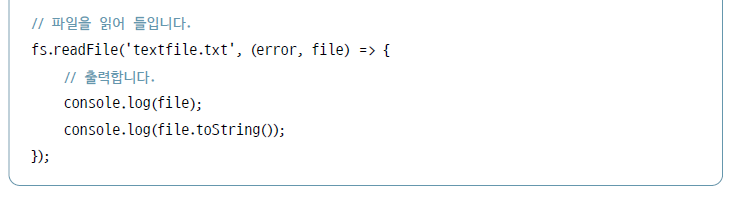 // 파일을 읽어 들입니다.
fs.readFile('textfile.txt', (error, file) => {
    // 출력합니다.
    console.log(file);
    console.log(file.toString());
});